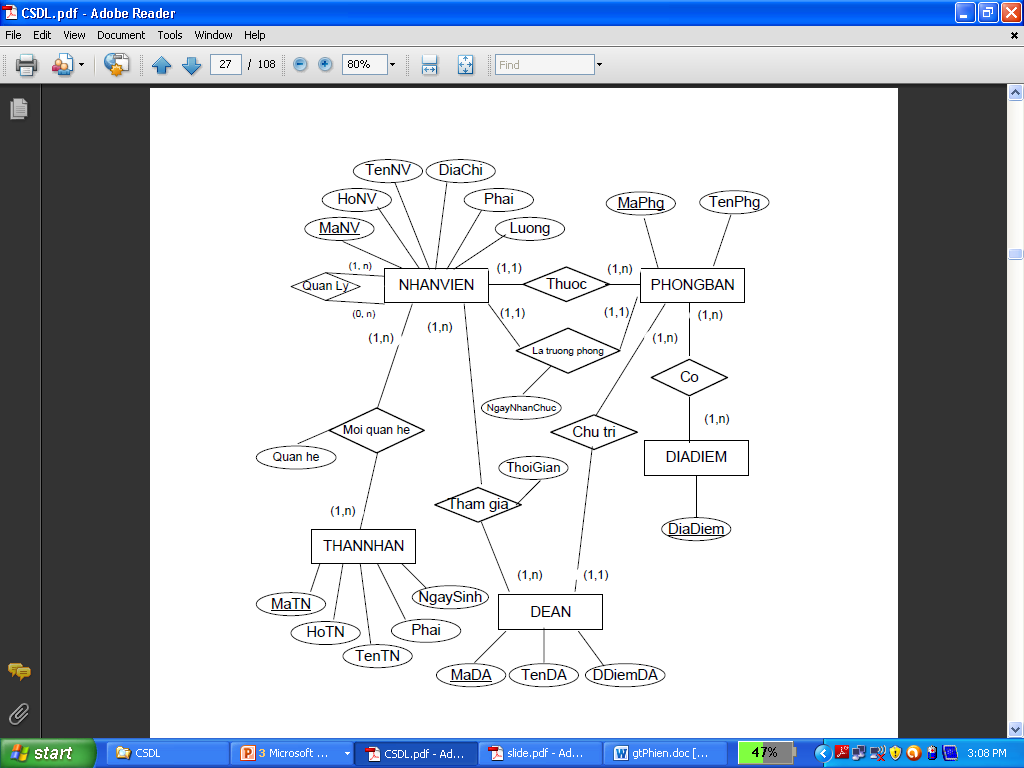 CSDL.pdf - Adobe Reader
File Edit View Document Tools Window Help
27 / 108 80% Find
TenNV DiaChi
HoNV Phai MaPhg TenPhg
MaNV Luong
(1, n) (1,1) (1,n)
Quan Ly NHANVIEN Thuoc PHONGBAN
(0, n) (1,1) (1,1) (1,n)
(1,n) (1,n) (1,n)
La truong phong
Co
NgayNhanChuc
(1,n)
Moi quan he Chu tri
Quan he DIADIEM
ThoiGian
Tham gia
(1,n) DiaDiem
THANNHAN
(1,n) (1,1)
MaTN NgaySinh
DEAN
HoTN Phai
TenTN
MaDA TenDA DDiemDA
start CSDL 3 Microsoft ... CSDL.pdf - Ad... slide.pdf - Ad... gtPhien.doc [... 47% 3:08 PM